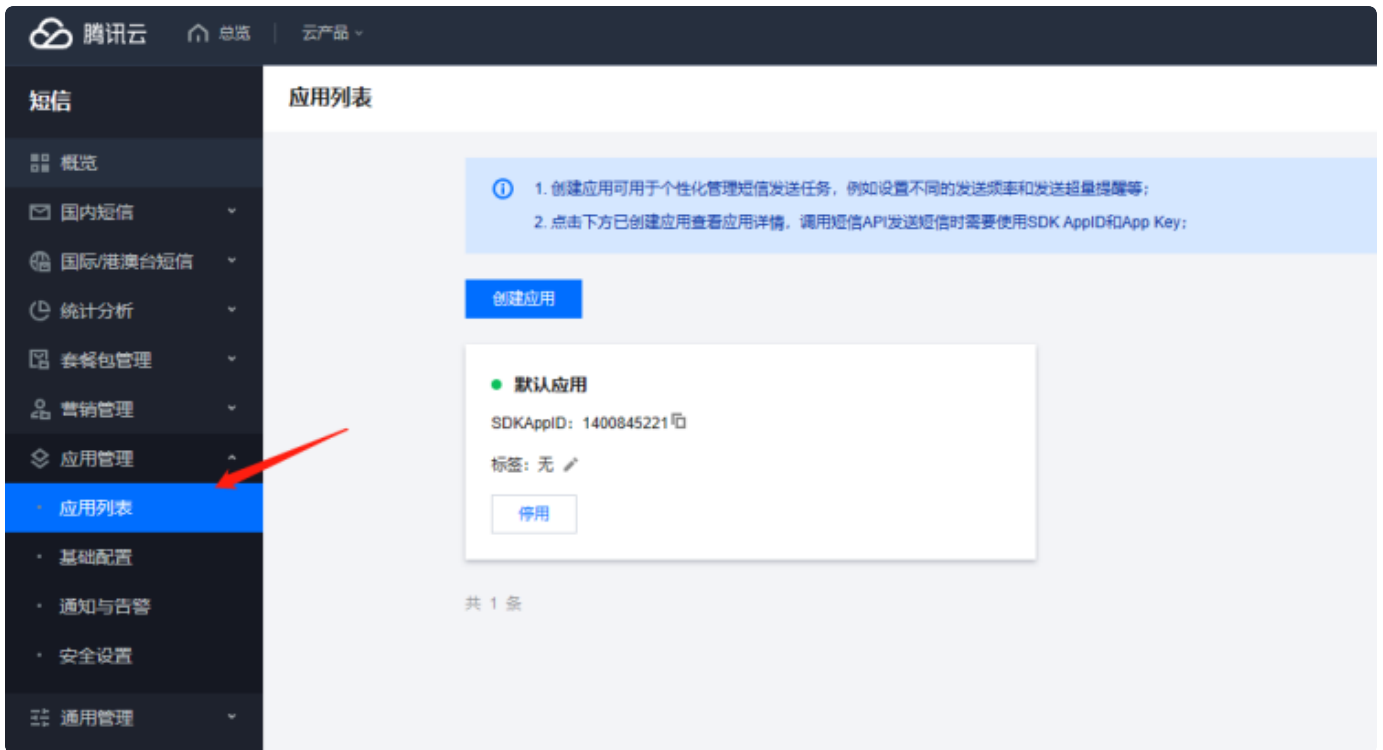 腾讯云 总览 云产品
短信
应用列表
概览
国内短信
国际/港澳台短信
统计分析
套餐包管理
营销管理
应用管理
应用列表
基础配置
通知与告警
安全设置
通用管理
1. 创建应用可用于个性化管理短信发送任务，例如设置不同的发送频率和发送超量提醒等；
2. 点击下方已创建应用查看应用详情，调用短信API发送短信时需要使用SDK AppID和App Key；
创建应用
默认应用
SDKAppID：1400845221
标签：无
停用
共 1 条